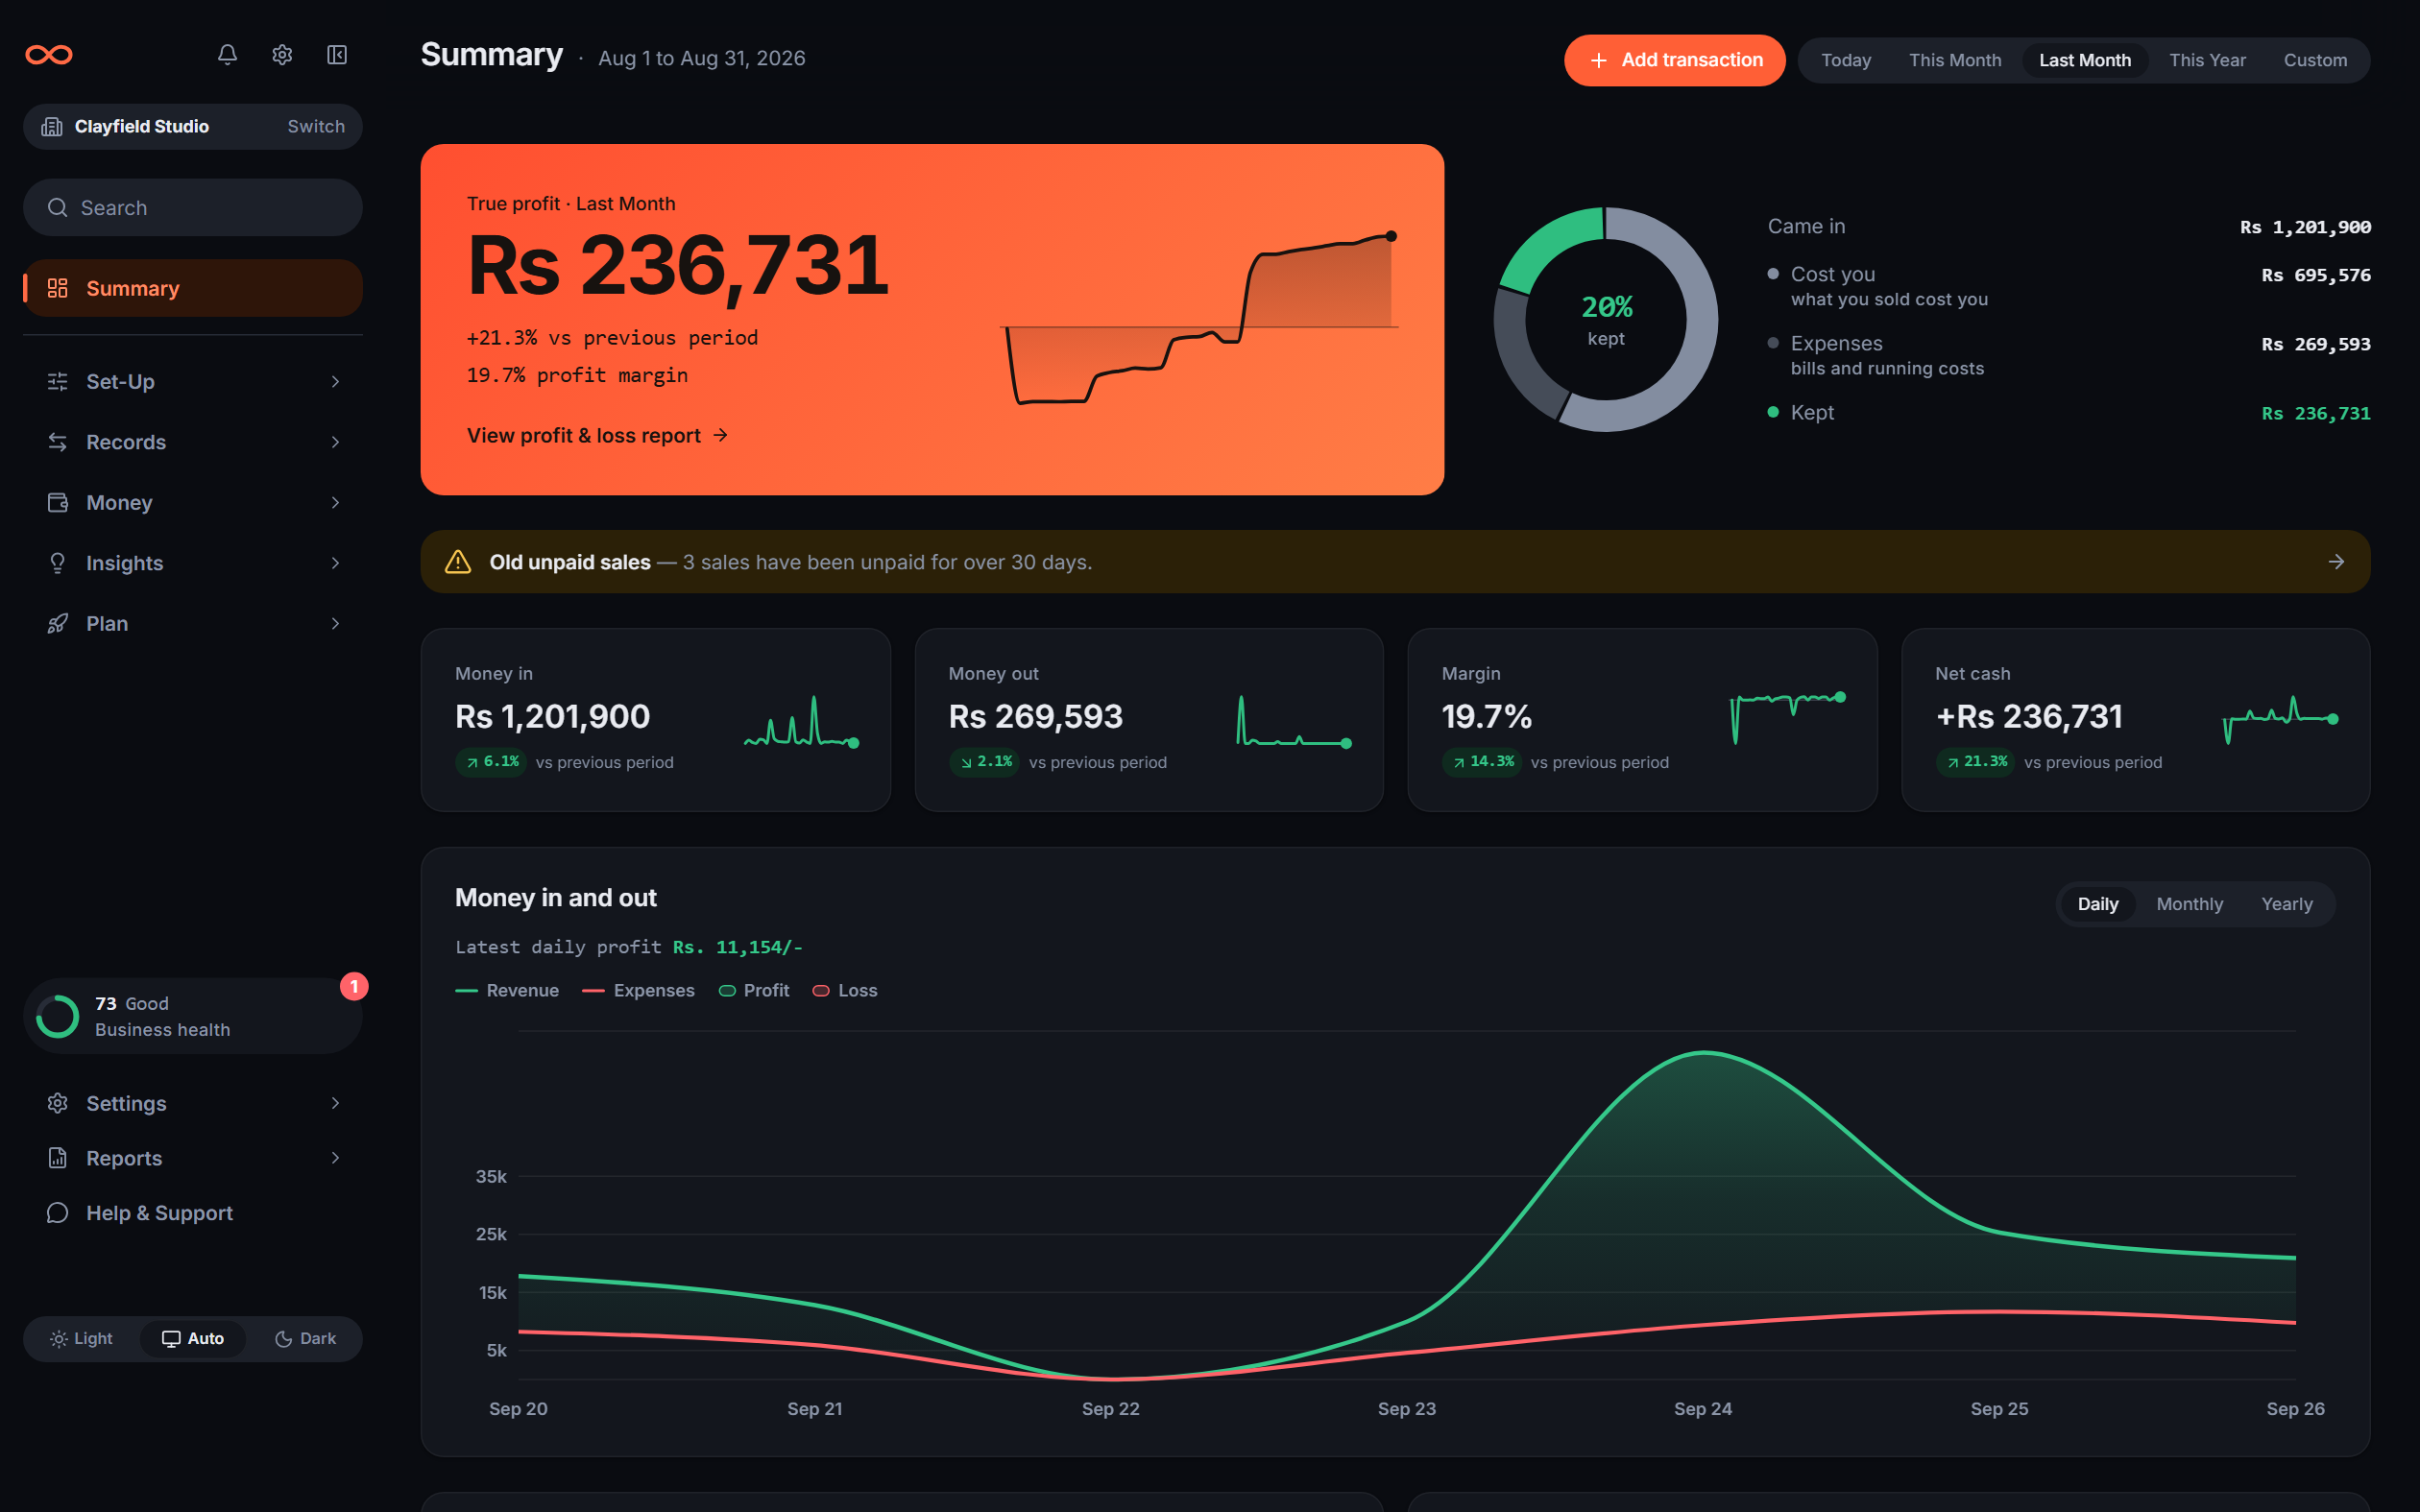 Clayfield Studio
Switch
Search
Summary
Set-Up
Records
Money
Insights
Plan
1
73 Good
Business health
Settings
Reports
Help & Support
Light
Auto
Dark
Summary · Aug 1 to Aug 31, 2026
+ Add transaction
Today
This Month
Last Month
This Year
Custom
True profit · Last Month
Rs 236,731
+21.3% vs previous period
19.7% profit margin
View profit & loss report →
20%
kept
Came in Rs 1,201,900
Cost you Rs 695,576
what you sold cost you
Expenses Rs 269,593
bills and running costs
Kept Rs 236,731
Old unpaid sales — 3 sales have been unpaid for over 30 days.
Money in
Rs 1,201,900
6.1% vs previous period
Money out
Rs 269,593
2.1% vs previous period
Margin
19.7%
14.3% vs previous period
Net cash
+Rs 236,731
21.3% vs previous period
Money in and out
Daily
Monthly
Yearly
Latest daily profit Rs. 11,154/-
Revenue
Expenses
Profit
Loss
35k
25k
15k
5k
Sep 20
Sep 21
Sep 22
Sep 23
Sep 24
Sep 25
Sep 26